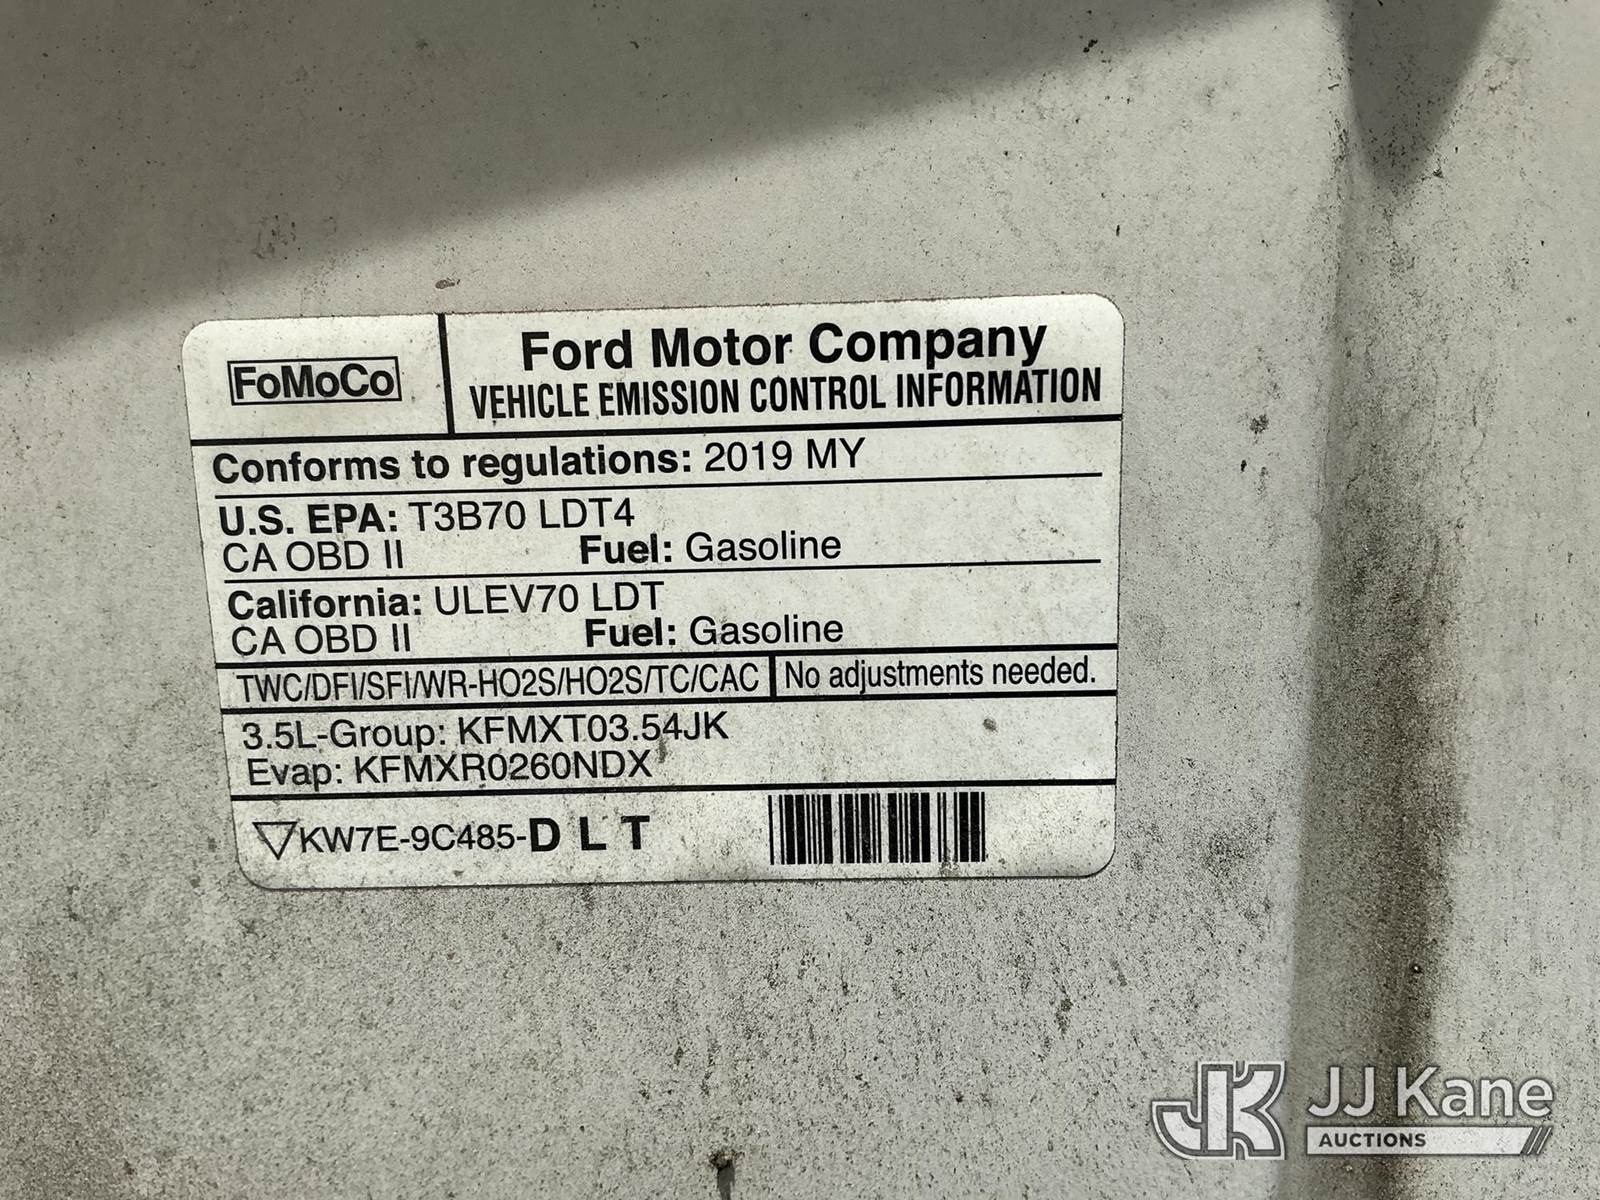 FoMoCo
Ford Motor Company
VEHICLE EMISSION CONTROL INFORMATION
Conforms to regulations: 2019 MY
U.S. EPA: T3B70 LDT4
CA OBD II Fuel: Gasoline
California: ULEV70 LDT
CA OBD II Fuel: Gasoline
TWC/DFI/SFI/WR-HO2S/HO2S/TC/CAC No adjustments needed.
3.5L-Group: KFMXT03.54JK
Evap: KFMXR0260NDX
KW7E-9C485-D L T
JK JJ Kane
AUCTIONS